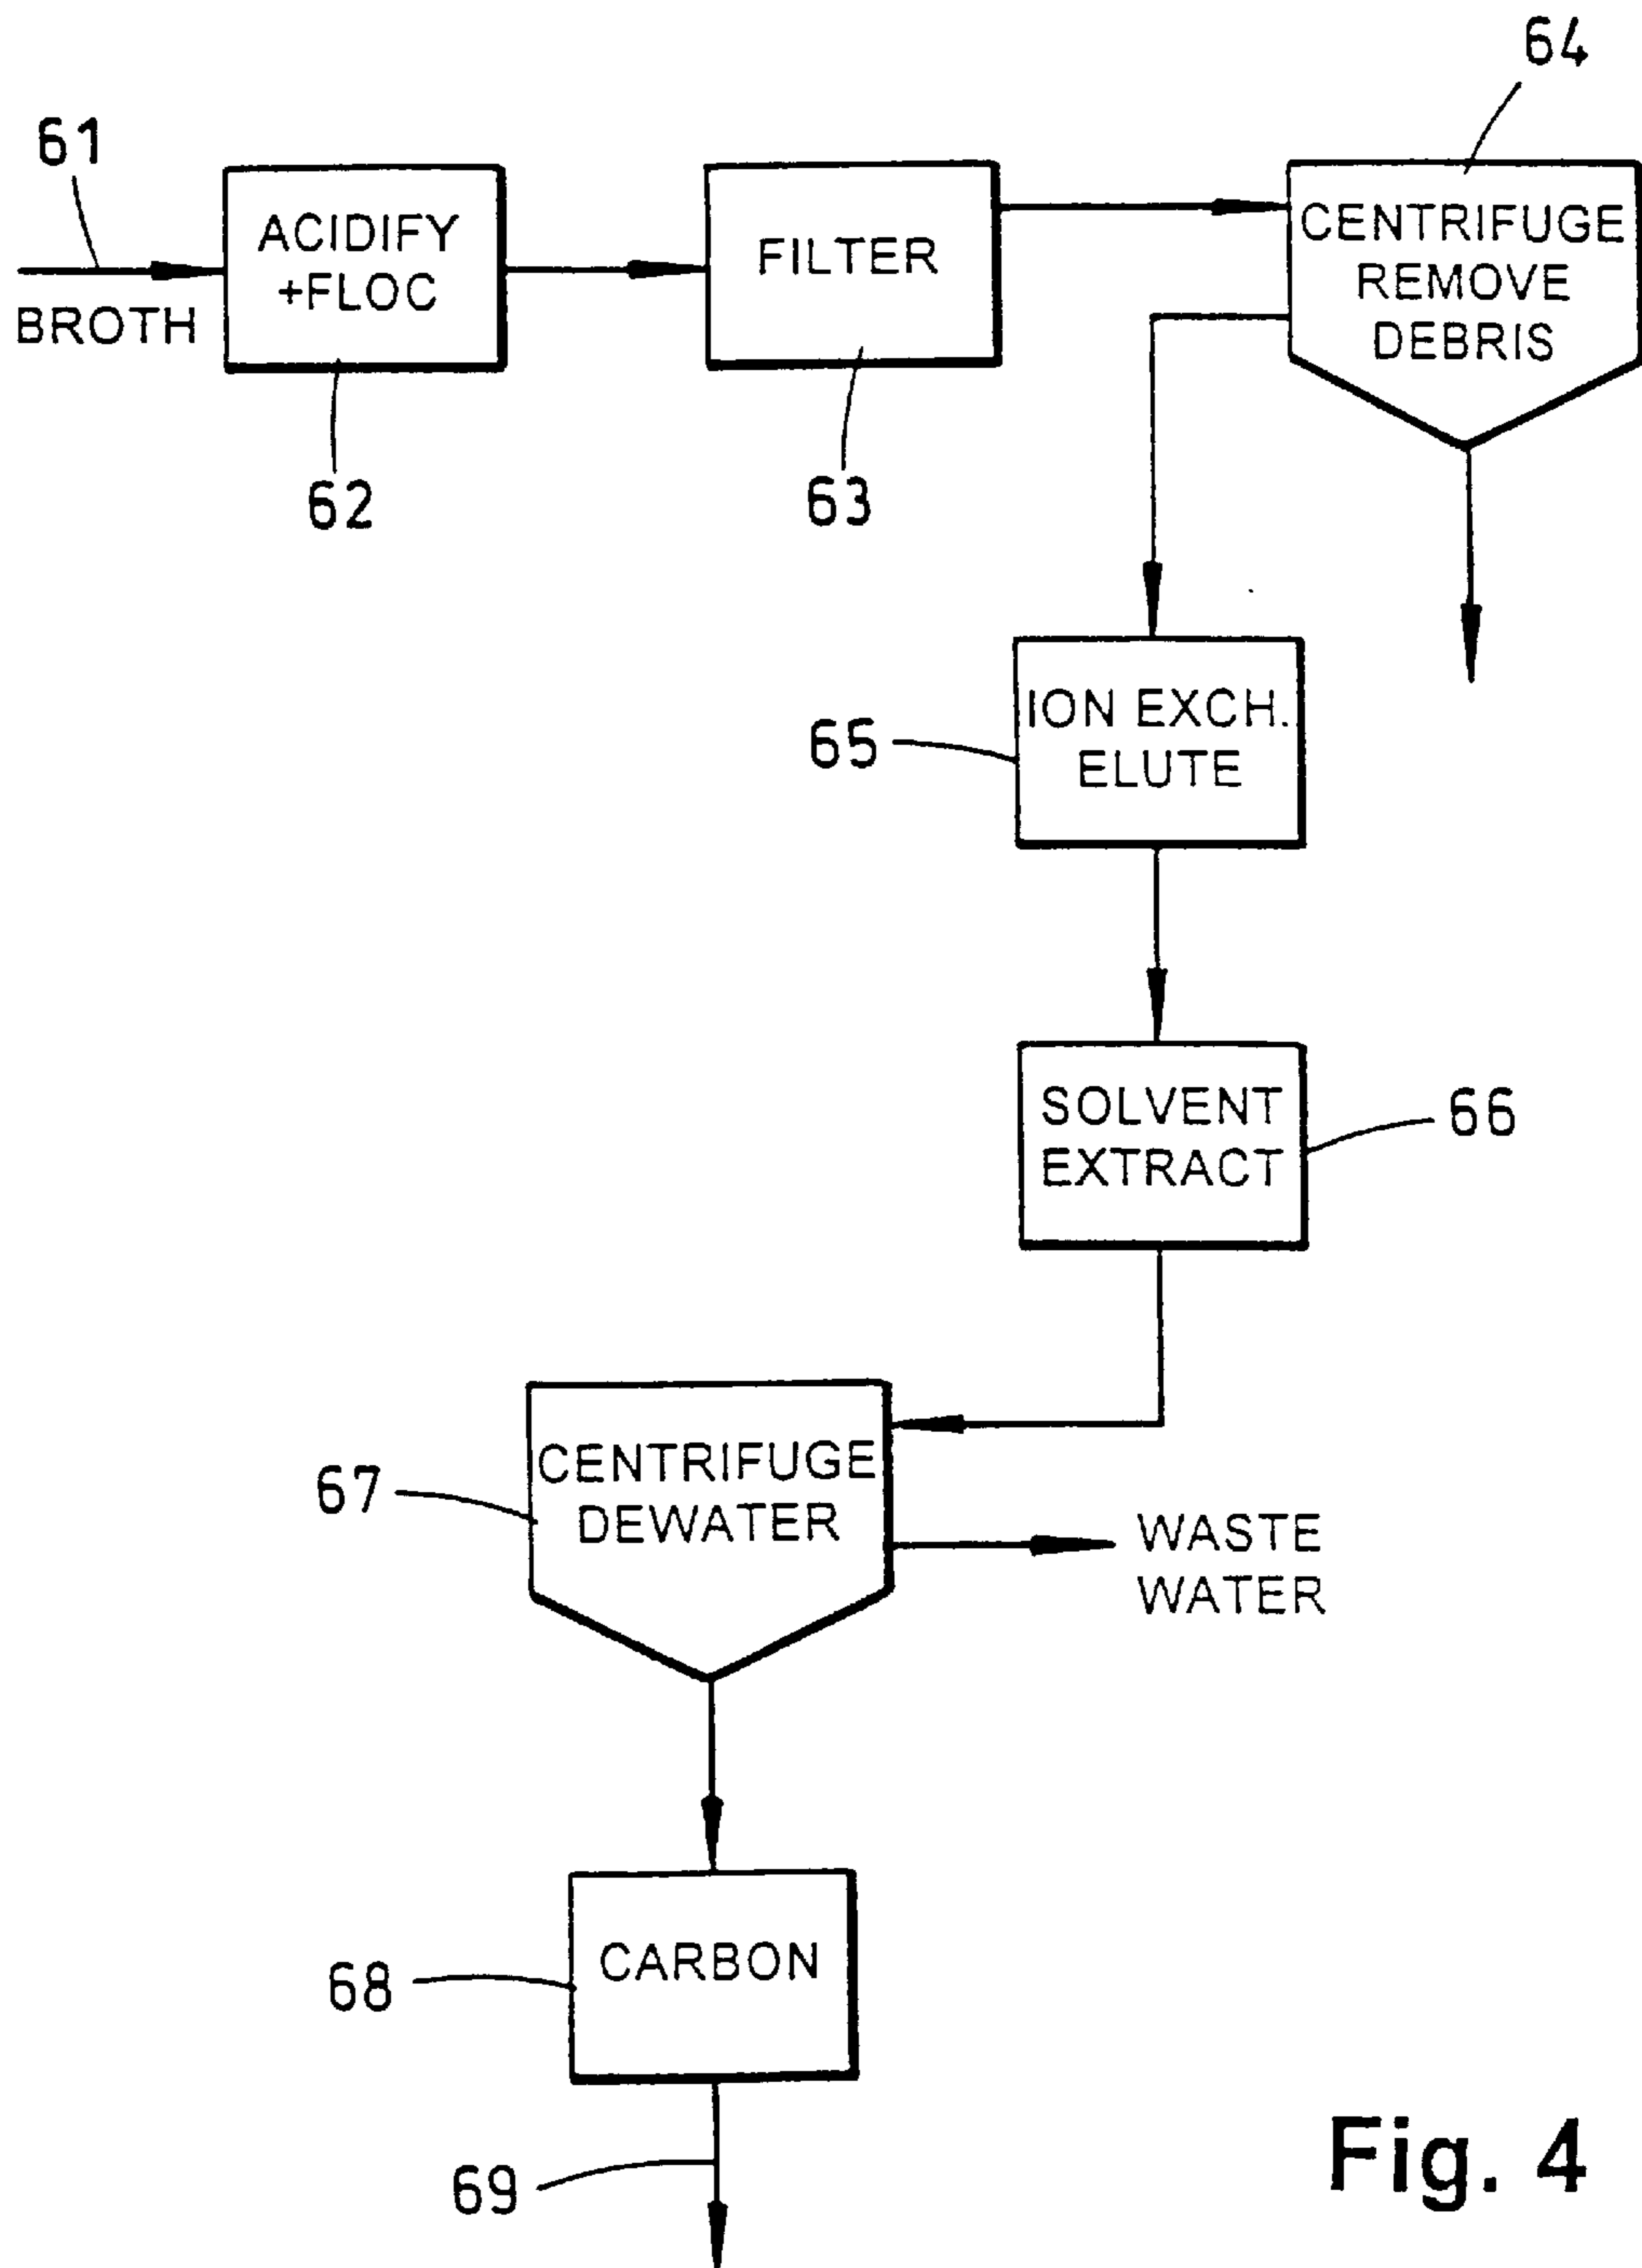 64
61
ACIDIFY
+FLOC
BROTH
62
FILTER
63
CENTRIFUGE
REMOVE
DEBRIS
65
ION EXCH.
ELUTE
SOLVENT
EXTRACT
66
67
CENTRIFUGE
DEWATER
WASTE
WATER
68
CARBON
69
Fig. 4